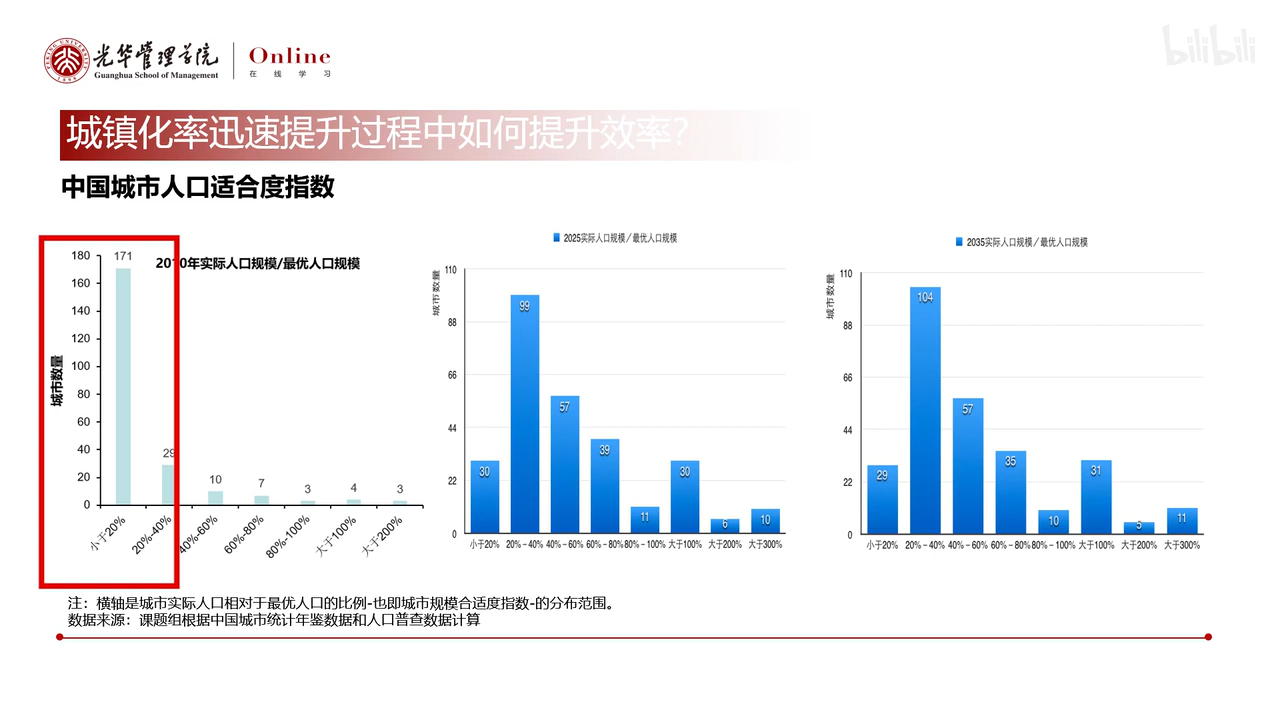 光华管理学院
Guanghua School of Management
Online
在线学习
PEKING UNIVERSITY
1898
bilibili
城镇化率迅速提升过程中如何提升效率?
中国城市人口适合度指数
2010年实际人口规模/最优人口规模
城市数量
180
160
140
120
100
80
60
40
20
0
171
29
10
7
3
4
3
小于20%
20%-40%
40%-60%
60%-80%
80%-100%
大于100%
大于200%
2025实际人口规模/最优人口规模
城市数量
110
88
66
44
22
0
30
99
57
39
11
30
6
10
小于20%
20%-40%
40%-60%
60%-80%
80%-100%
大于100%
大于200%
大于300%
2035实际人口规模/最优人口规模
城市数量
110
88
66
44
22
0
29
104
57
35
10
31
5
11
小于20%
20%-40%
40%-60%
60%-80%
80%-100%
大于100%
大于200%
大于300%
注：横轴是城市实际人口相对于最优人口的比例-也即城市规模合适度指数-的分布范围。
数据来源：课题组根据中国城市统计年鉴数据和人口普查数据计算